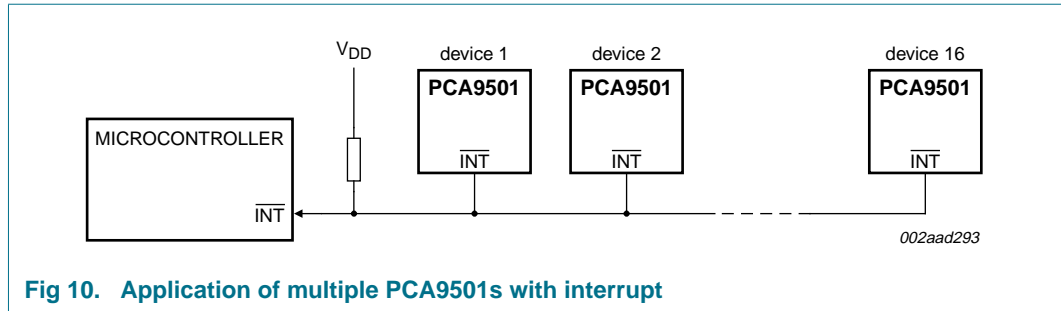 V_DD
device 1
device 2
device 16
PCA9501
PCA9501
PCA9501
MICROCONTROLLER
INT
INT
INT
INT
002aad293
Fig 10. Application of multiple PCA9501s with interrupt